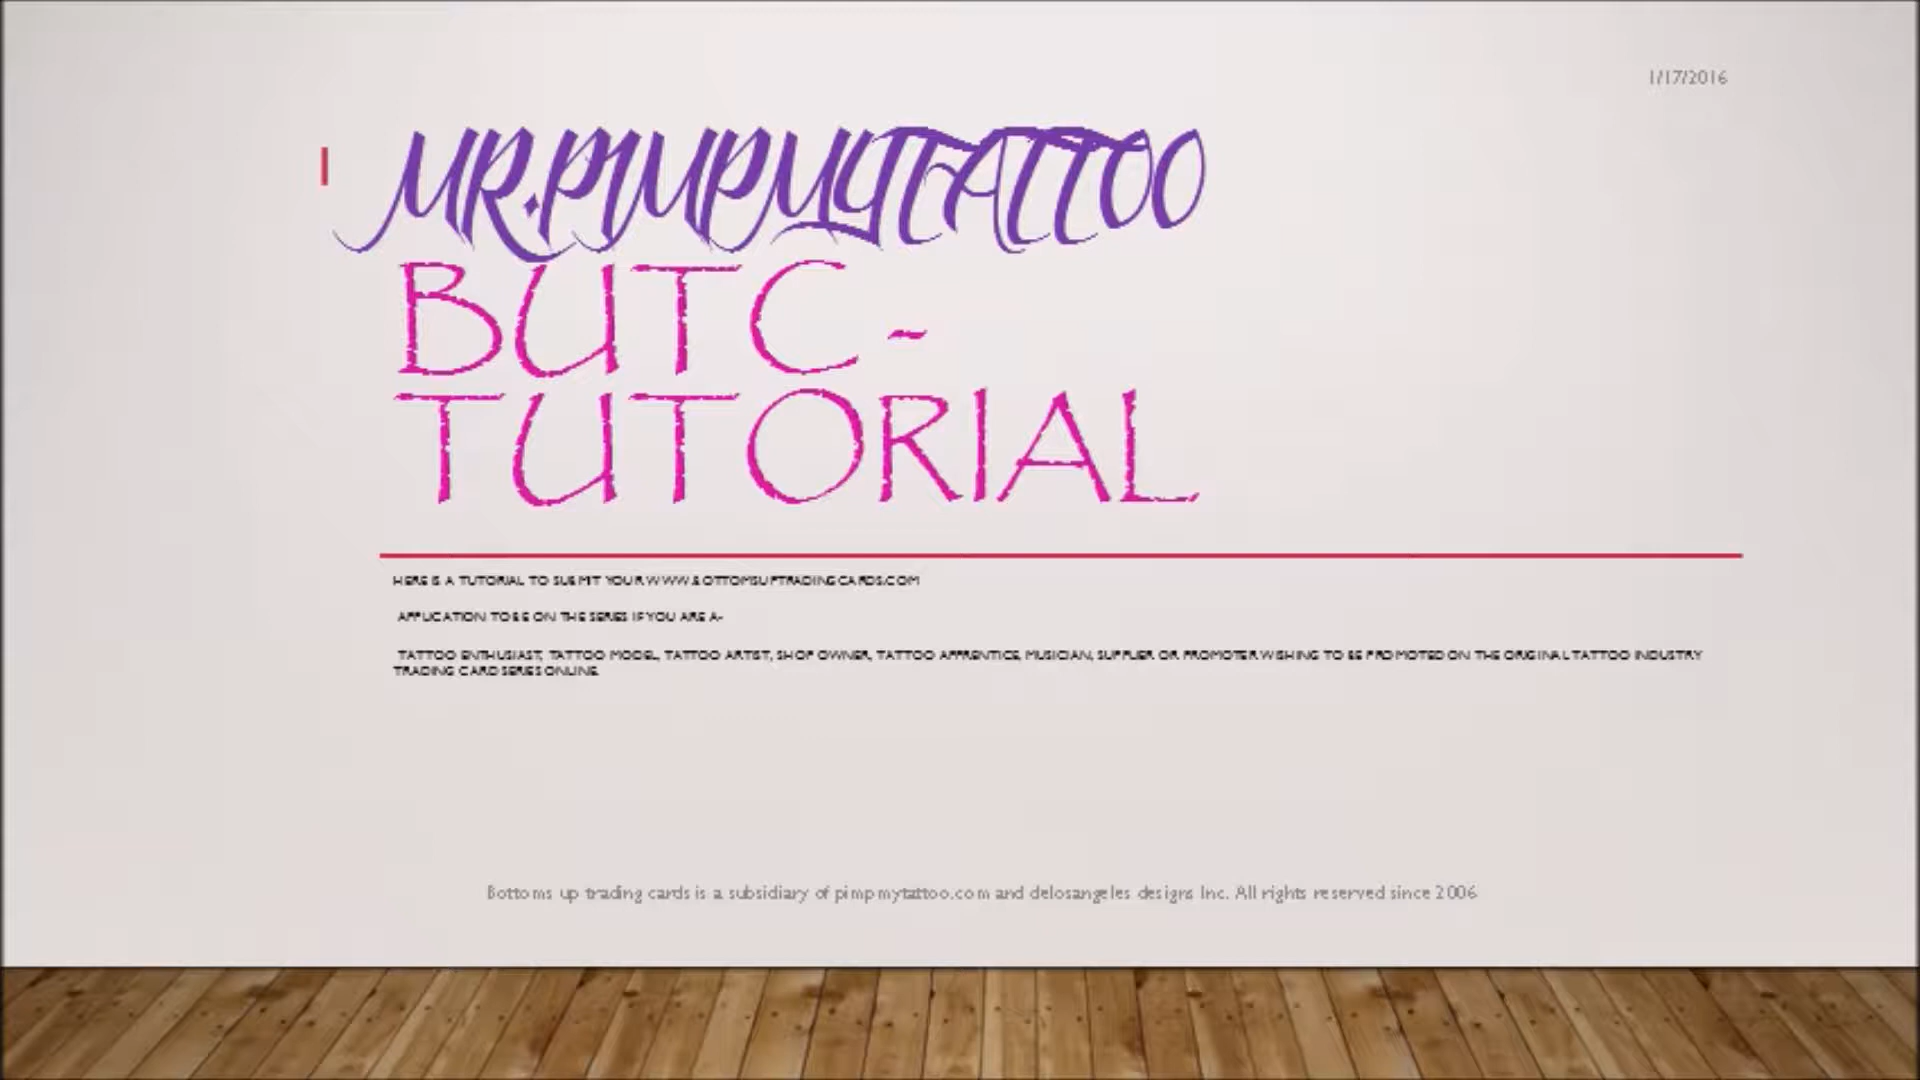 1/17/2016
1
MR.PIMPMYTATTOO
BUTC-
TUTORIAL
HERE IS A TUTORIAL TO SUBMIT YOUR WWW.BOTTOMSUPTRADINGCARDS.COM
APPLICATION TO BE ON THE SERIES IF YOU ARE A-
TATTOO ENTHUSIAST, TATTOO MODEL, TATTOO ARTIST, SHOP OWNER, TATTOO APPRENTICE, MUSICIAN, SUPPLIER OR PROMOTER WISHING TO BE PROMOTED ON THE ORIGINAL TATTOO INDUSTRY
TRADING CARD SERIES ONLINE.
Bottoms up trading cards is a subsidiary of pimpmytattoo.com and delosangeles designs Inc. All rights reserved since 2006